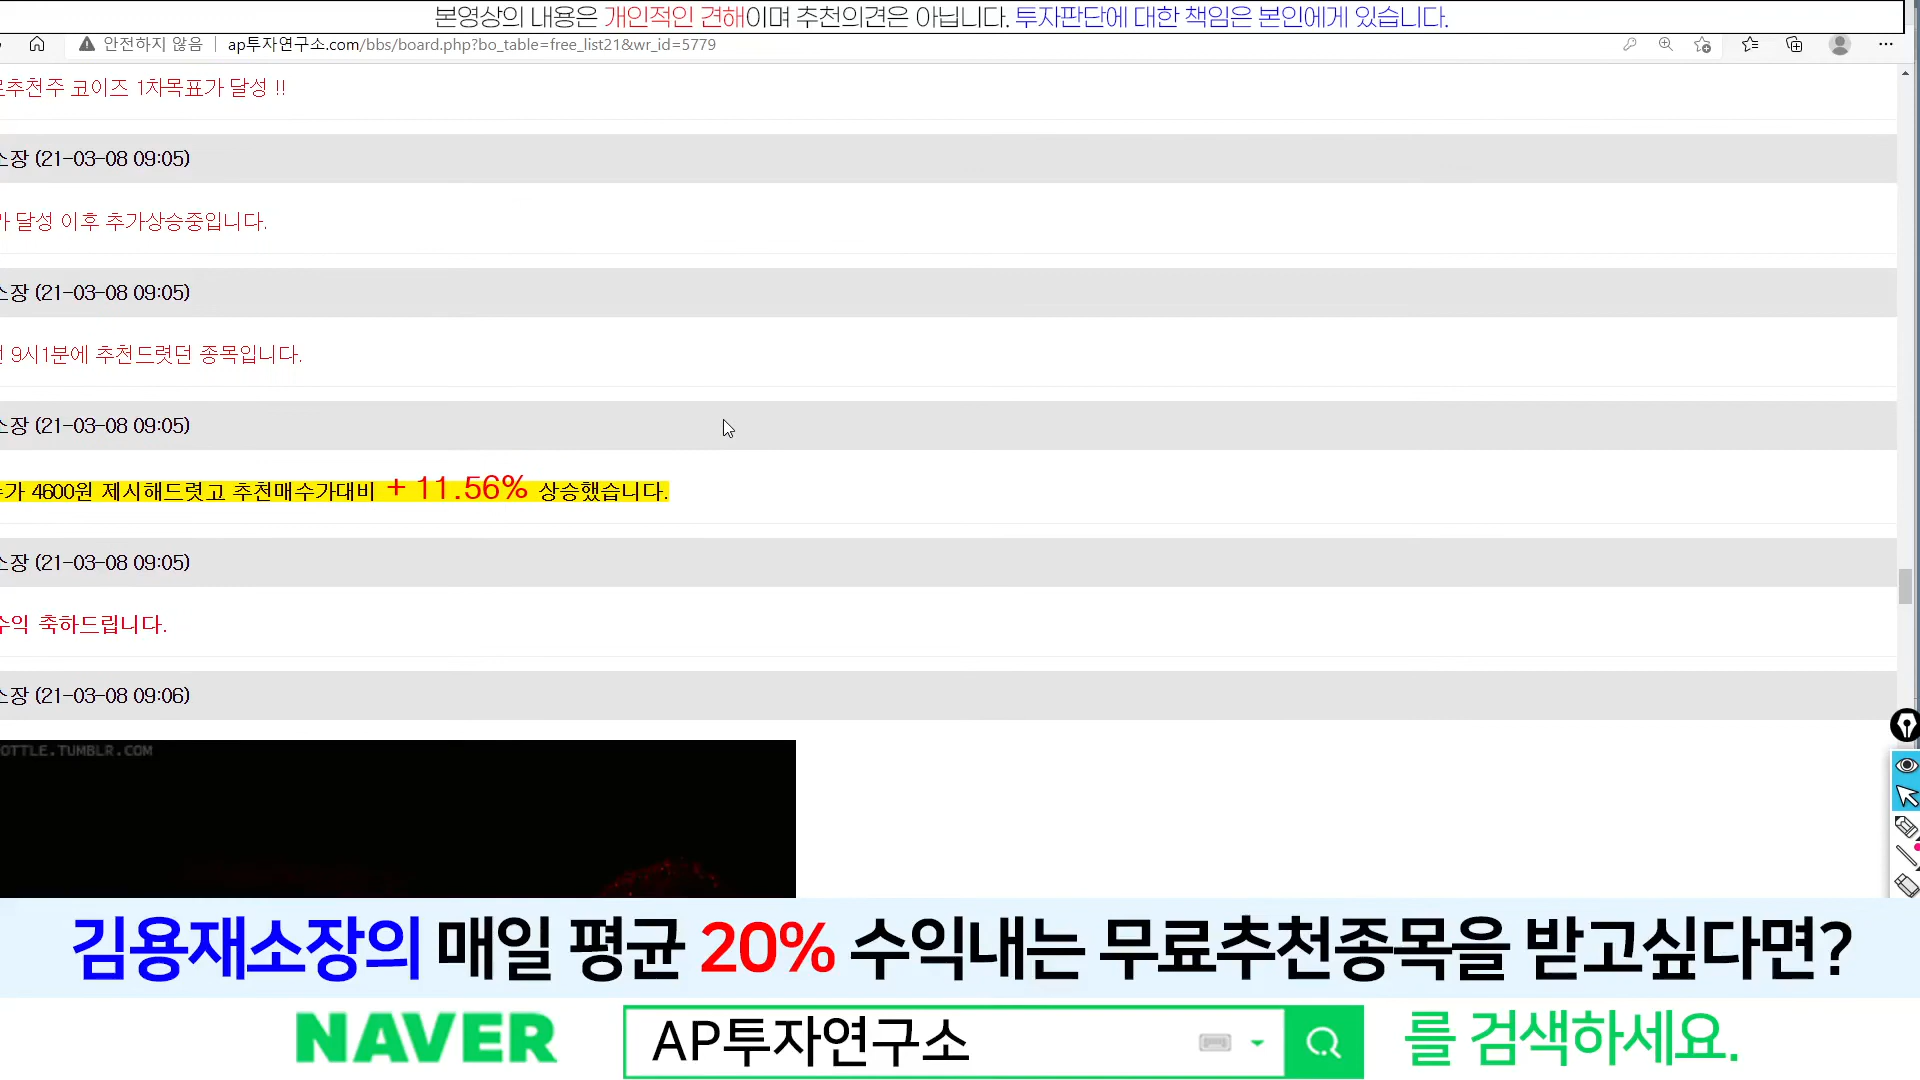 본영상의 내용은 개인적인 견해이며 추천의견은 아닙니다. 투자판단에 대한 책임은 본인에게 있습니다.
안전하지 않음 | ap투자연구소.com/bbs/board.php?bo_table=free_list21&wr_id=5779
추천주 코이즈 1차목표가 달성 !!
소장 (21-03-08 09:05)
달성 이후 추가상승중입니다.
소장 (21-03-08 09:05)
9시1분에 추천드렷던 종목입니다.
소장 (21-03-08 09:05)
가 4600원 제시해드렷고 추천매수가대비 + 11.56% 상승했습니다.
소장 (21-03-08 09:05)
수익 축하드립니다.
소장 (21-03-08 09:06)
OTTLE.TUMBLR.COM
김용재소장의 매일 평균 20% 수익내는 무료추천종목을 받고싶다면?
NAVER AP투자연구소 를 검색하세요.